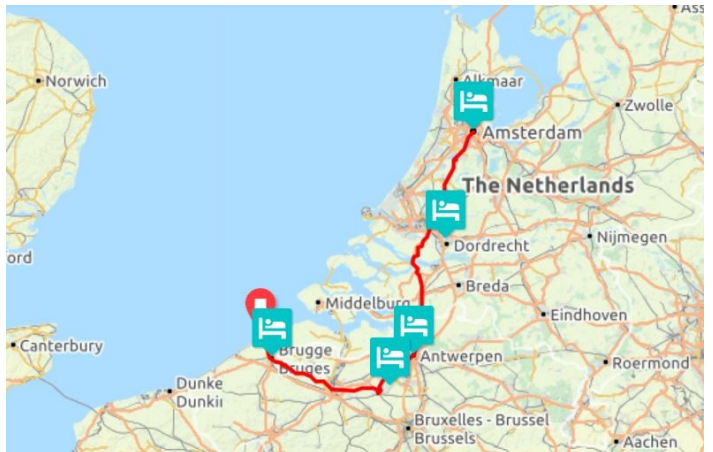 Ass
Norwich
Alkmaar
Zwolle
Amsterdam
The Netherlands
ord
Dordrecht
Nijmegen
Breda
Middelburg
Eindhoven
Canterbury
Brugge
Bruges
Antwerpen
Roermond
Dunke
Dunkir
Bruxelles - Brussel
Brussels
Aachen